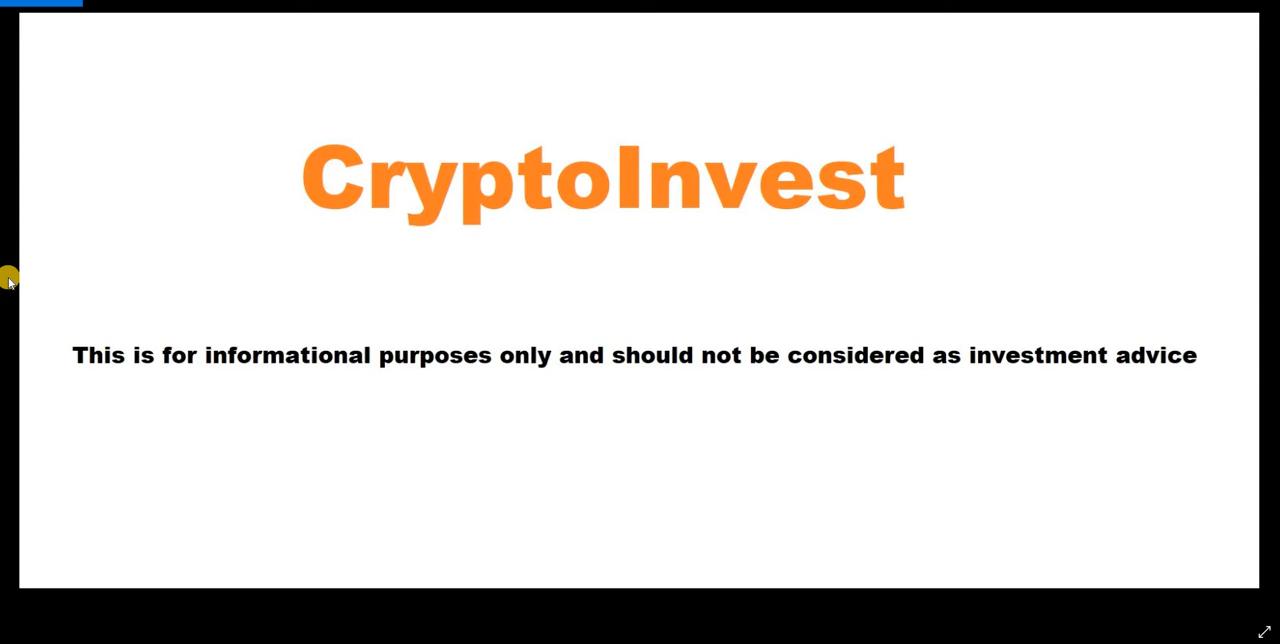 CryptoInvest
This is for informational purposes only and should not be considered as investment advice